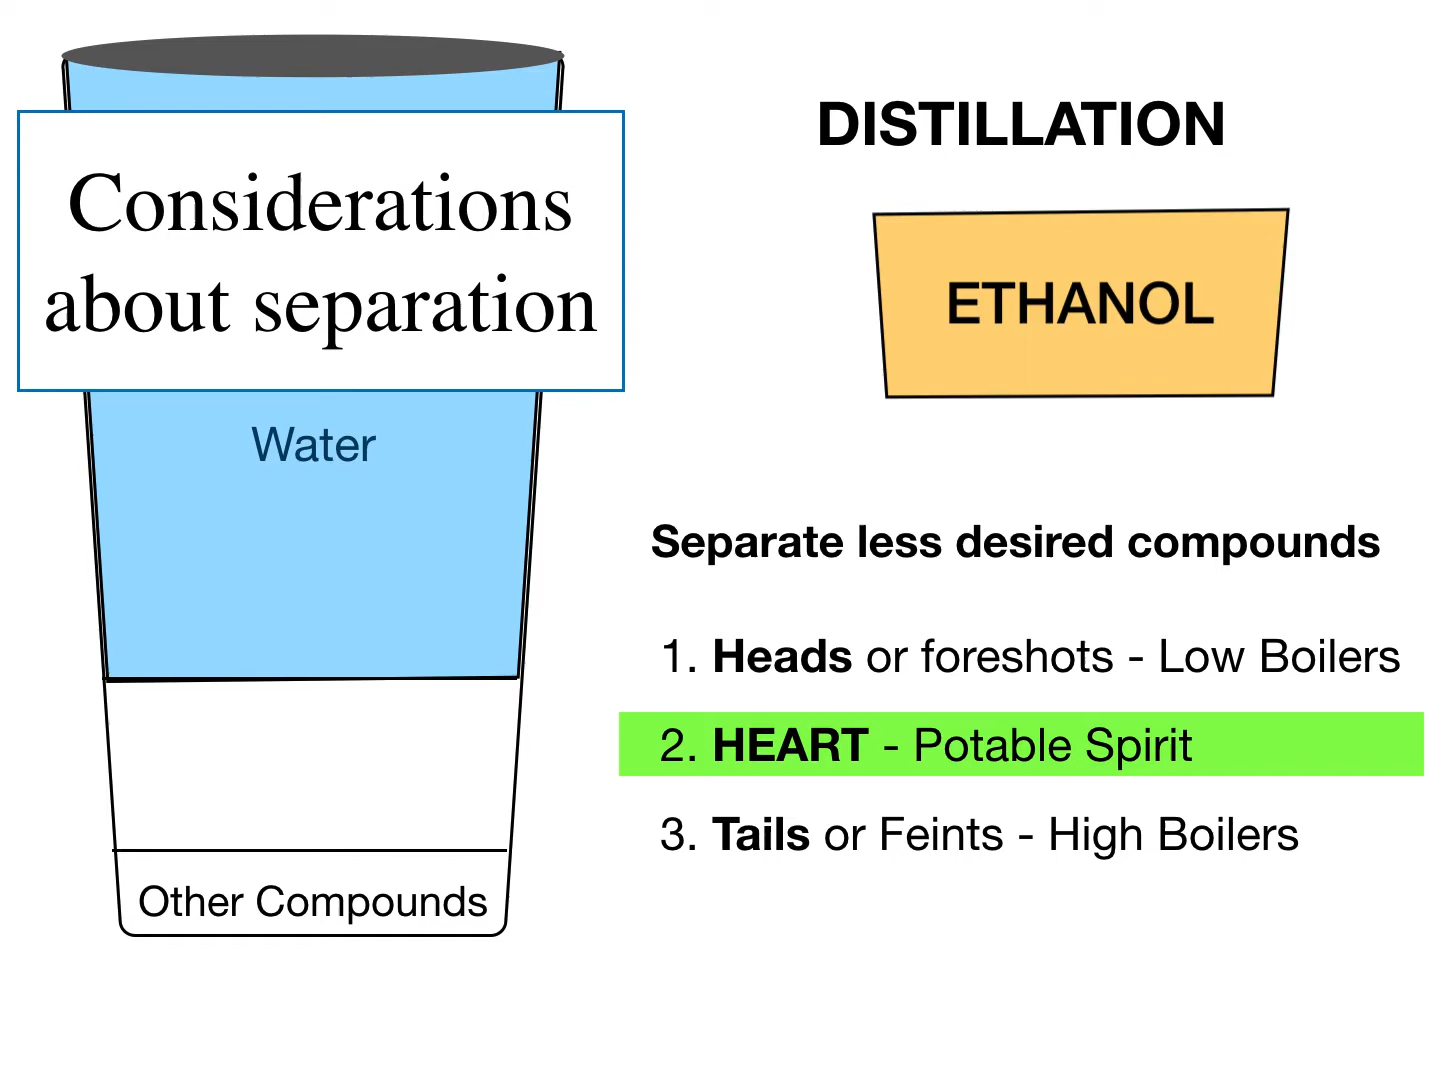 Considerations
about separation
Water
Other Compounds
DISTILLATION
ETHANOL
Separate less desired compounds
1. Heads or foreshots - Low Boilers
2. HEART - Potable Spirit
3. Tails or Feints - High Boilers